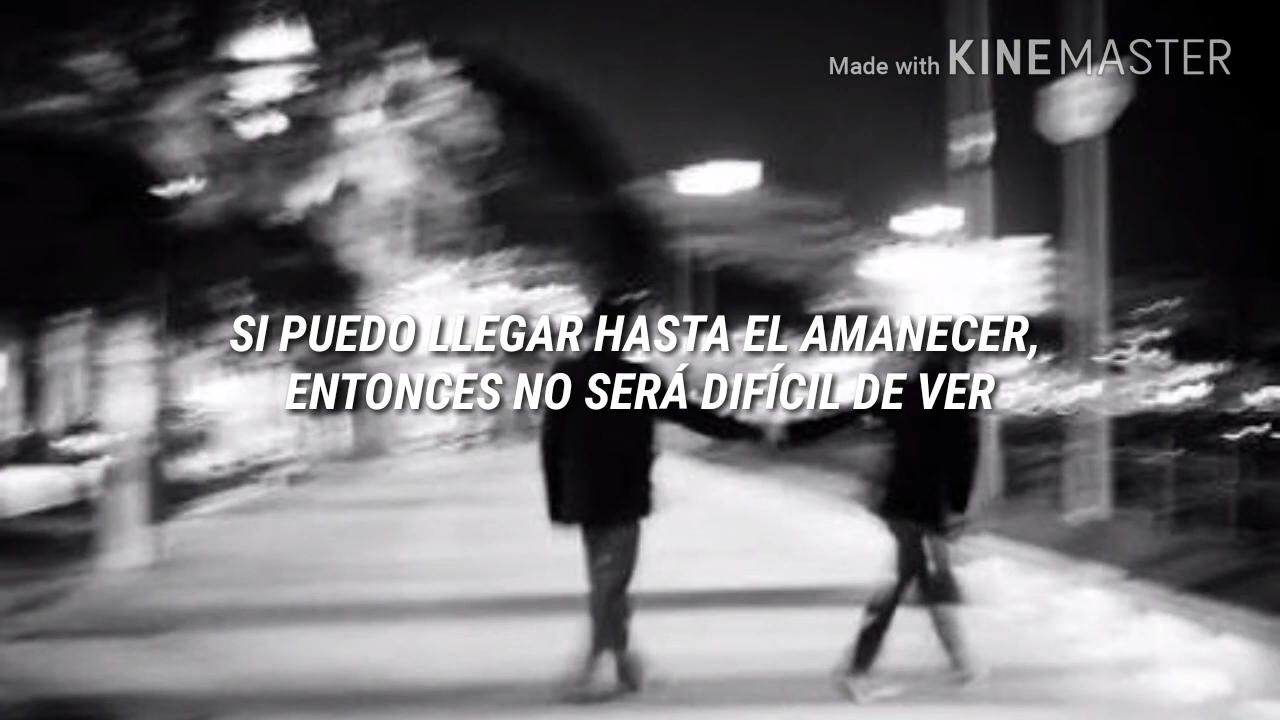 Made with KINEMASTER
SI PUEDO LLEGAR HASTA EL AMANECER,
ENTONCES NO SERÁ DIFÍCIL DE VER